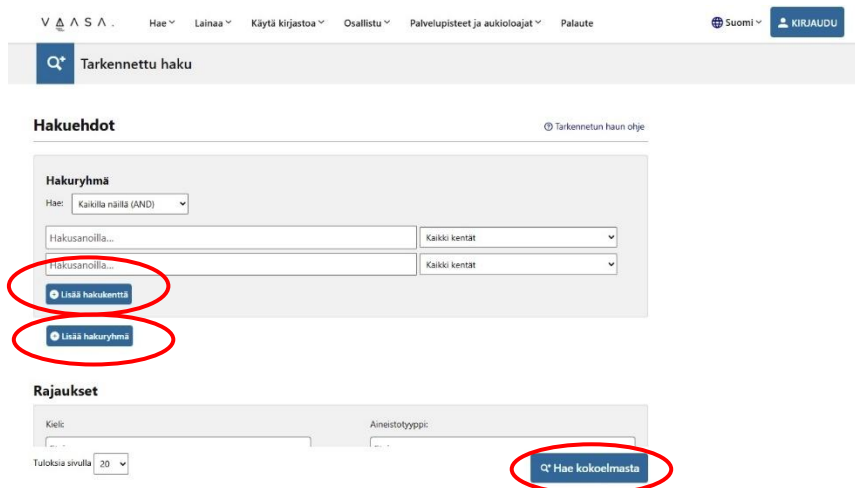 VAASA. Hae Lainaa Käytä kirjastoa Osallistu Palvelupisteet ja aukioloajat Palaute Suomi KIRJAUDU
Tarkennettu haku
Hakuehdot Tarkennetun haun ohje
Hakuryhmä
Hae: Kaikilla näillä (AND)
Hakusanoilla... Kaikki kentät
Hakusanoilla... Kaikki kentät
Lisää hakukenttä
Lisää hakuryhmä
Rajaukset
Kieli: Aineistotyyppi:
Tuloksia sivulla 20 Hae kokoelmasta